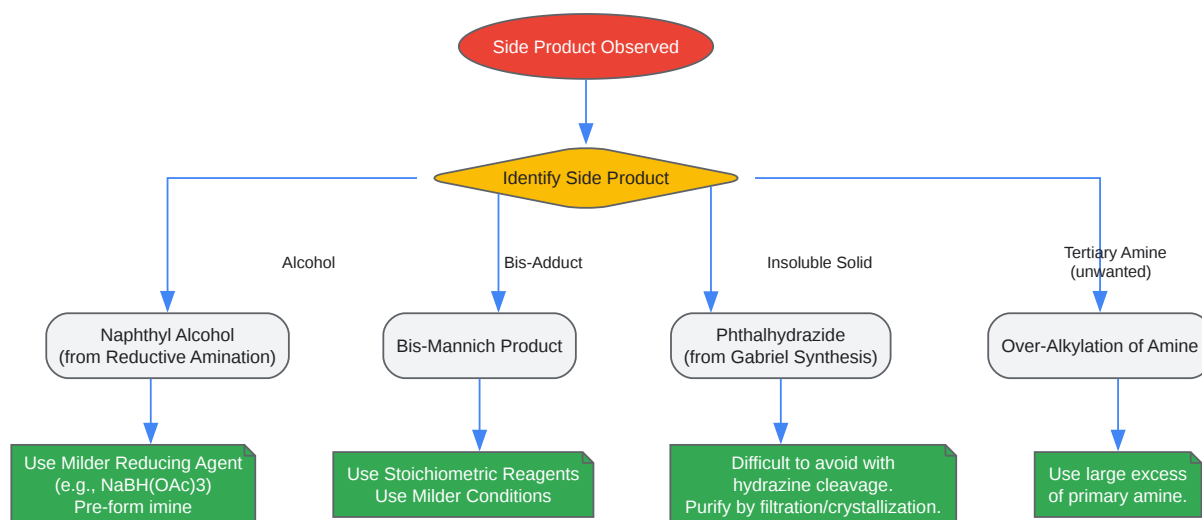 Side Product Observed
Identify Side Product
Alcohol
Bis-Adduct
Insoluble Solid
Tertiary Amine
(unwanted)
Naphthyl Alcohol
(from Reductive Amination)
Bis-Mannich Product
Phthalhydrazide
(from Gabriel Synthesis)
Over-Alkylation of Amine
Use Milder Reducing Agent
(e.g., NaBH(OAc)3)
Pre-form imine
Use Stoichiometric Reagents
Use Milder Conditions
Difficult to avoid with
hydrazine cleavage.
Purify by filtration/crystallization.
Use large excess
of primary amine.